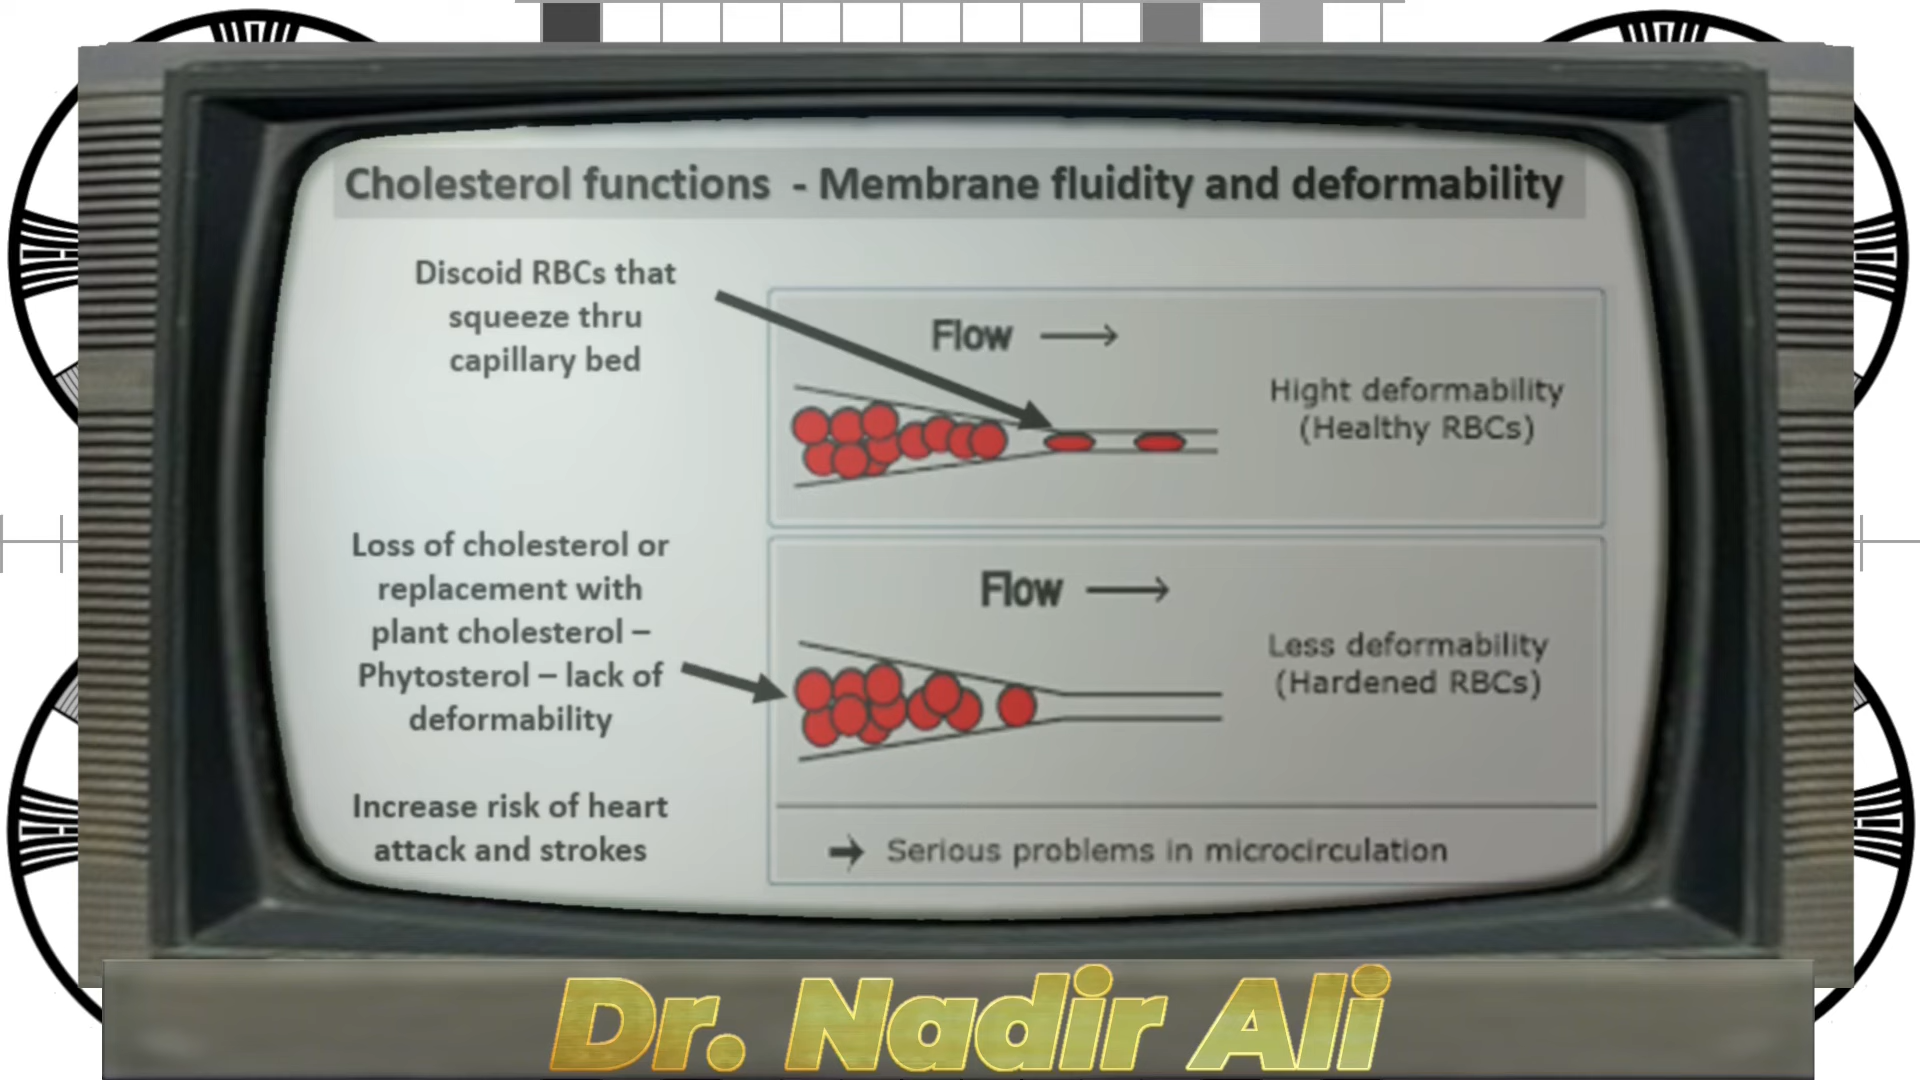 Cholesterol functions - Membrane fluidity and deformability
Discoid RBCs that
squeeze thru
capillary bed
Flow
Hight deformability
(Healthy RBCs)
Loss of cholesterol or
replacement with
plant cholesterol –
Phytosterol – lack of
deformability
Flow
Less deformability
(Hardened RBCs)
Increase risk of heart
attack and strokes
Serious problems in microcirculation
Dr. Nadir Ali